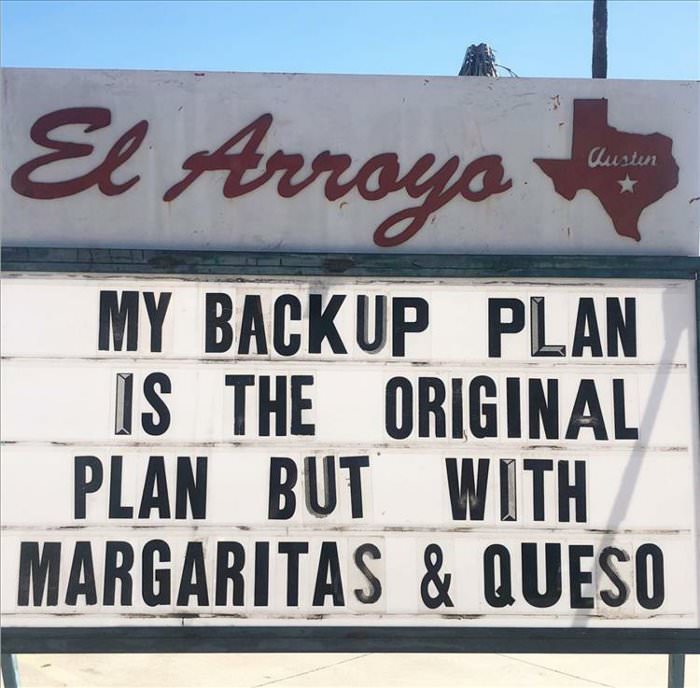 El Arroyo
Austin
MY BACKUP PLAN
IS THE ORIGINAL
PLAN BUT WITH
MARGARITAS & QUESO